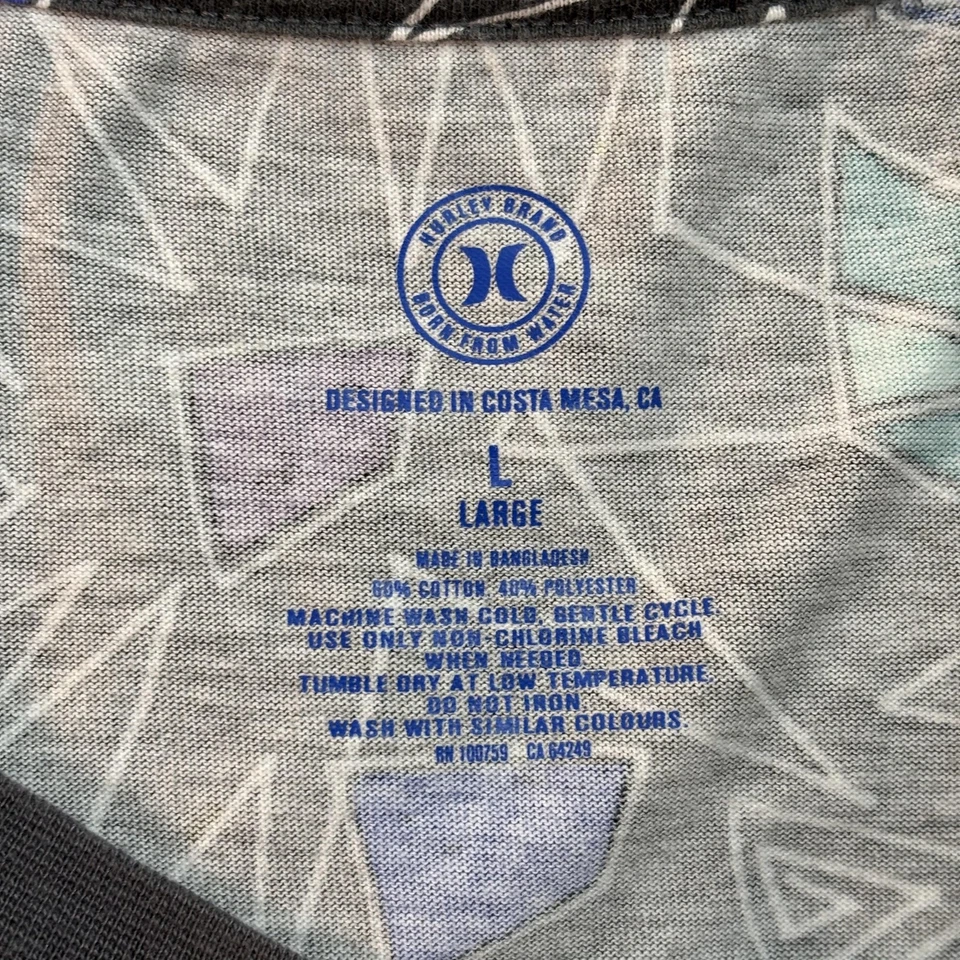 HURLEY BRAND
BORN FROM WATER
DESIGNED IN COSTA MESA, CA
L
LARGE
MADE IN BANGLADESH
60% COTTON, 40% POLYESTER
MACHINE WASH COLD, GENTLE CYCLE.
USE ONLY NON-CHLORINE BLEACH
WHEN NEEDED.
TUMBLE DRY AT LOW TEMPERATURE
DO NOT IRON
WASH WITH SIMILAR COLOURS.
RN 100759 CA 64249